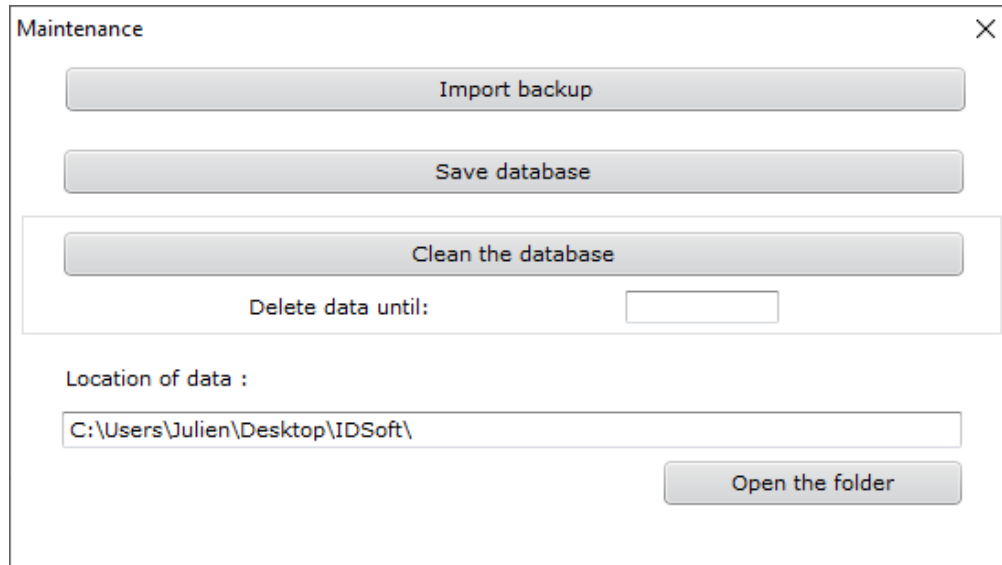 Maintenance
Import backup
Save database
Clean the database
Delete data until:
Location of data :
C:\Users\Julien\Desktop\IDSoft\
Open the folder